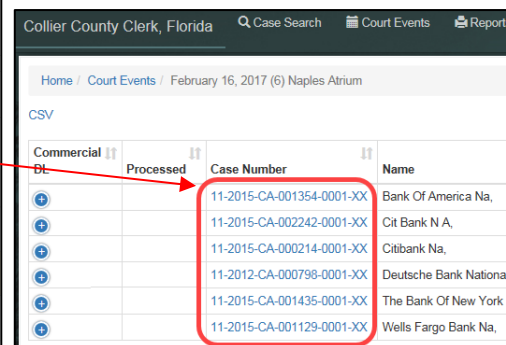 Collier County Clerk, Florida Case Search Court Events Report
Home / Court Events / February 16, 2017 (6) Naples Atrium
CSV
Commercial DL Processed Case Number Name
11-2015-CA-001354-0001-XX Bank Of America Na,
11-2015-CA-002242-0001-XX Cit Bank N A,
11-2015-CA-000214-0001-XX Citibank Na,
11-2012-CA-000798-0001-XX Deutsche Bank Nationa
11-2015-CA-001435-0001-XX The Bank Of New York
11-2015-CA-001129-0001-XX Wells Fargo Bank Na,